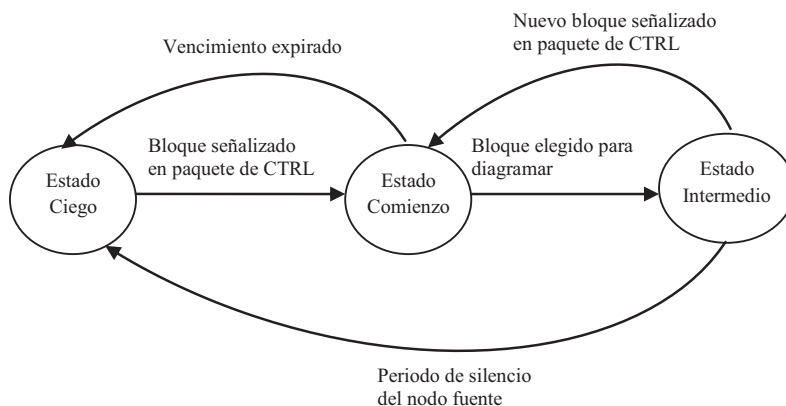 Vencimiento expirado
Nuevo bloque señalizado
en paquete de CTRL
Bloque señalizado
en paquete de CTRL
Bloque elegido para
diagramar
Estado
Ciego
Estado
Comienzo
Estado
Intermedio
Periodo de silencio
del nodo fuente